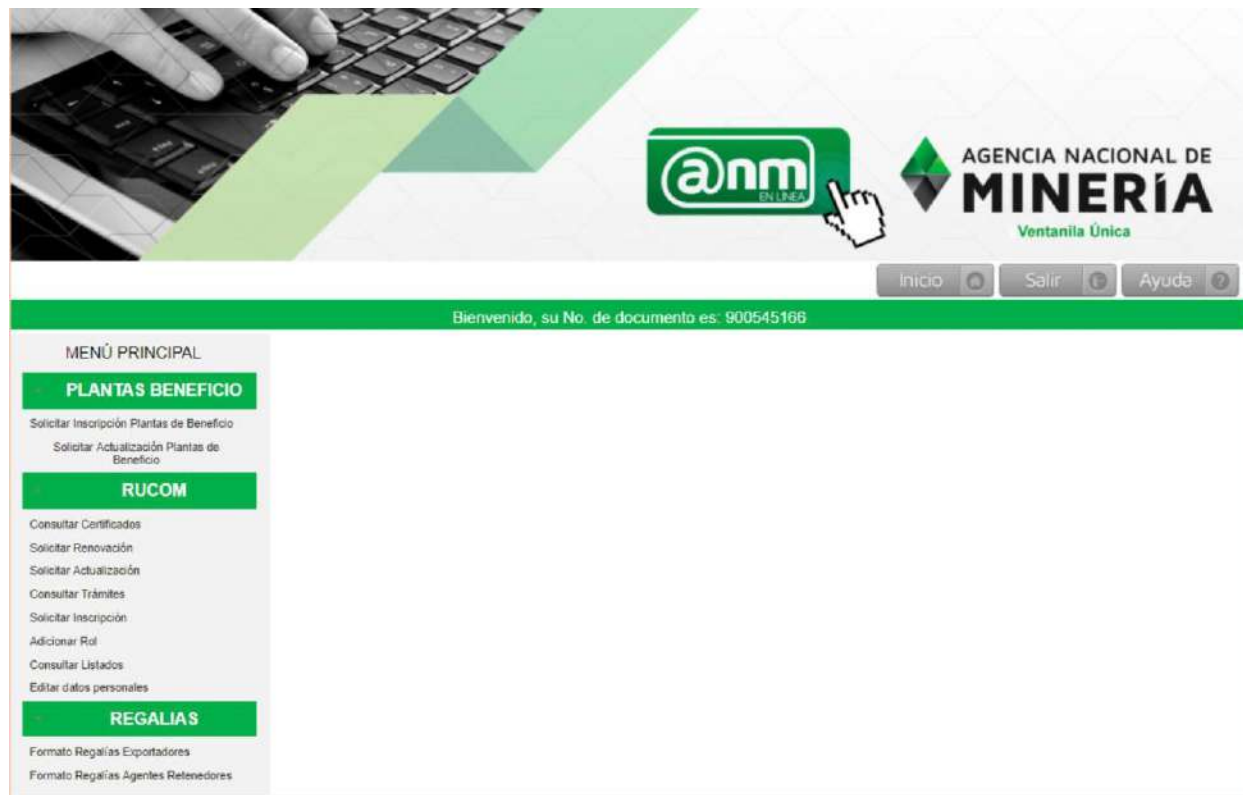 @nm
EN LINEA
AGENCIA NACIONAL DE
MINERÍA
Ventanila Única
Inicio
Salir
Ayuda ?
Bienvenido, su No. de documento es: 900545166
MENÚ PRINCIPAL
PLANTAS BENEFICIO
Solicitar Inscripción Plantas de Beneficio
Solicitar Actualización Plantas de
Beneficio
RUCOM
Consultar Certificados
Solicitar Renovación
Solicitar Actualización
Consultar Trámites
Solicitar Inscripción
Adicionar Rol
Consultar Listados
Editar datos personales
REGALIAS
Formato Regalías Exportadores
Formato Regalías Agentes Retenedores